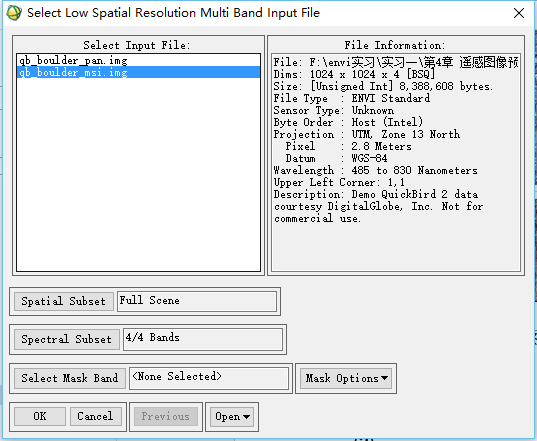 Select Low Spatial Resolution Multi Band Input File
Select Input File:
qb_boulder_pan.img
qb_boulder_msi.img
File Information:
File: F:\envi实习\实习一\第4章 遥感图像预
Dims: 1024 x 1024 x 4 [BSQ]
Size: [Unsigned Int] 8,388,608 bytes.
File Type : ENVI Standard
Sensor Type: Unknown
Byte Order : Host (Intel)
Projection : UTM, Zone 13 North
Pixel : 2.8 Meters
Datum : WGS-84
Wavelength : 485 to 830 Nanometers
Upper Left Corner: 1,1
Description: Demo QuickBird 2 data
courtesy DigitalGlobe, Inc. Not for
commercial use.
Spatial Subset Full Scene
Spectral Subset 4/4 Bands
Select Mask Band <None Selected> Mask Options
OK Cancel Previous Open